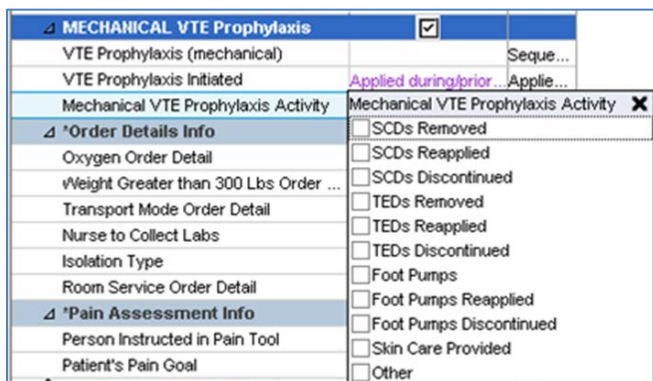 MECHANICAL VTE Prophylaxis
VTE Prophylaxis (mechanical) Seque...
VTE Prophylaxis Initiated Applied during/prior... Applie...
Mechanical VTE Prophylaxis Activity Mechanical VTE Prophylaxis Activity X
*Order Details Info SCDs Removed
SCDs Reapplied
Oxygen Order Detail SCDs Discontinued
Weight Greater than 300 Lbs Order ... TEDs Removed
Transport Mode Order Detail TEDs Reapplied
Nurse to Collect Labs TEDs Discontinued
Isolation Type Foot Pumps
Room Service Order Detail Foot Pumps Reapplied
*Pain Assessment Info Foot Pumps Discontinued
Person Instructed in Pain Tool Skin Care Provided
Patient's Pain Goal Other